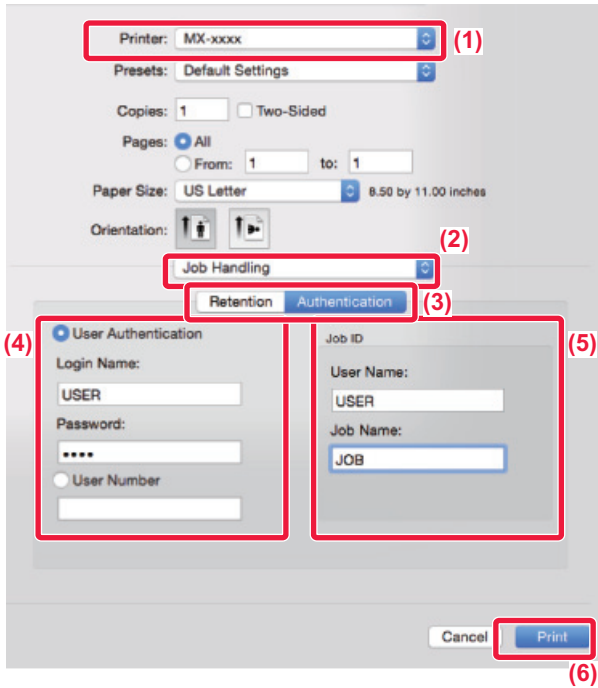 Printer: MX-xxxx (1)
Presets: Default Settings
Copies: 1 Two-Sided
Pages: All
From: 1 to: 1
Paper Size: US Letter 8.50 by 11.00 inches
Orientation:
(2)
Job Handling
Retention Authentication (3)
(4) User Authentication
Login Name:
USER
Password:
••••
User Number
Job ID (5)
User Name:
USER
Job Name:
JOB
Cancel Print
(6)